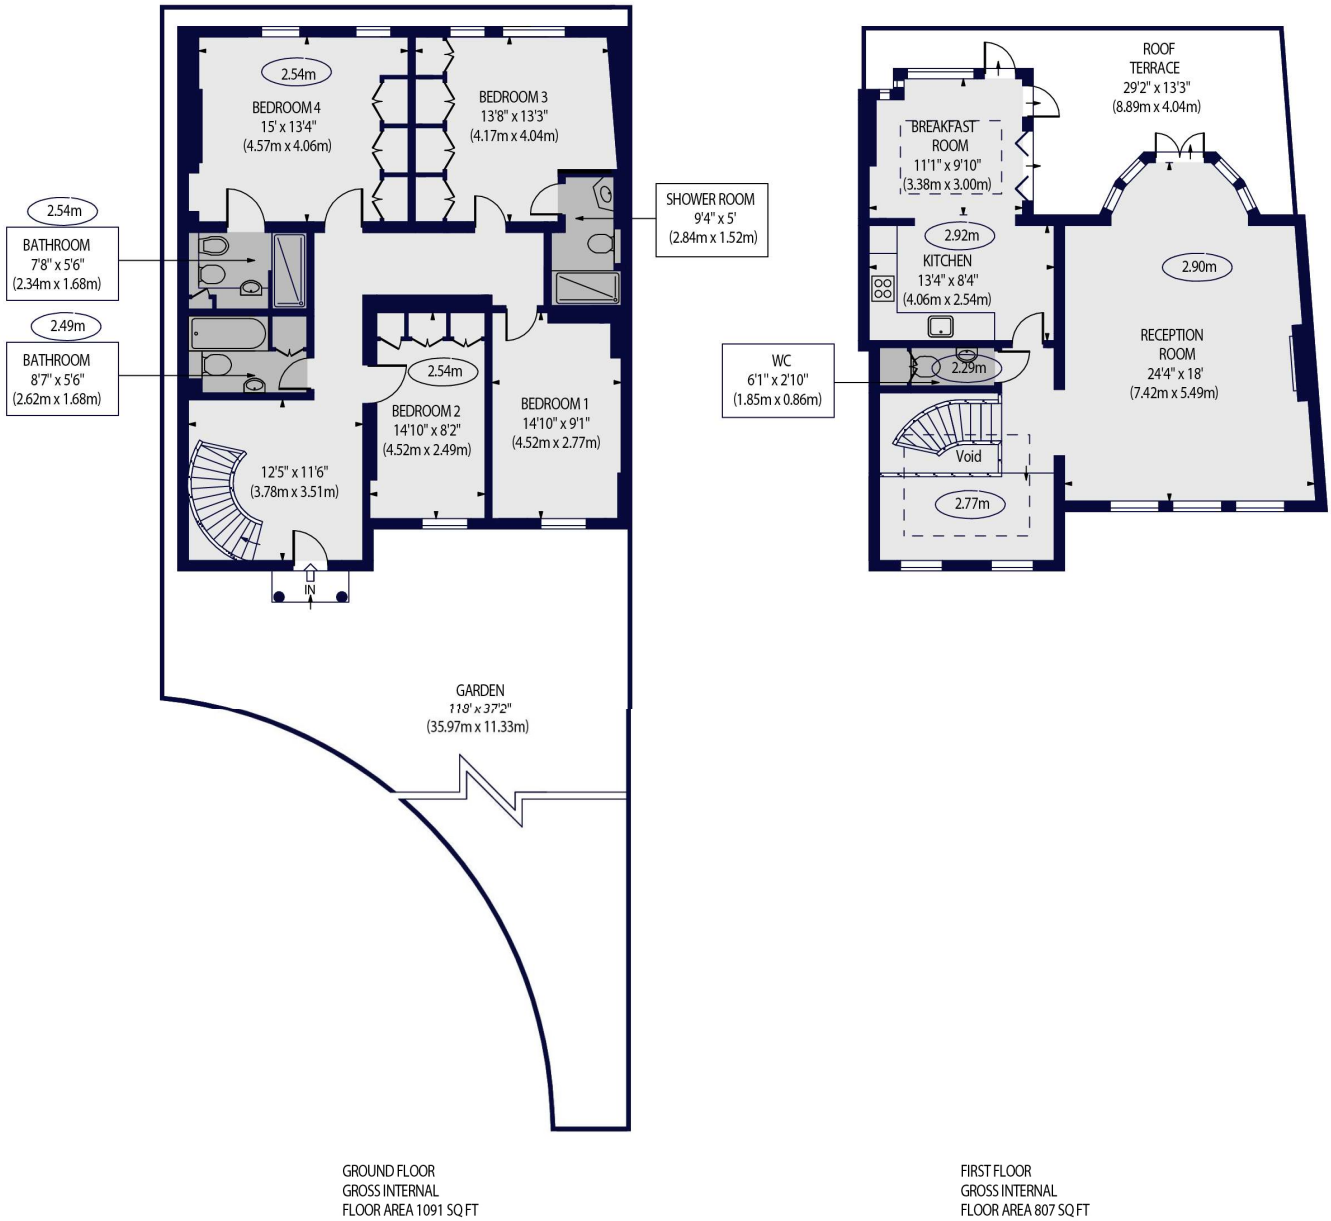 2.54m
BEDROOM 4
15' x 13'4"
(4.57m x 4.06m)
BEDROOM 3
13'8" x 13'3"
(4.17m x 4.04m)
2.54m
BATHROOM
7'8" x 5'6"
(2.34m x 1.68m)
SHOWER ROOM
9'4" x 5'
(2.84m x 1.52m)
2.49m
BATHROOM
8'7" x 5'6"
(2.62m x 1.68m)
2.54m
BEDROOM 2
14'10" x 8'2"
(4.52m x 2.49m)
BEDROOM 1
14'10" x 9'1"
(4.52m x 2.77m)
12'5" x 11'6"
(3.78m x 3.51m)
IN
GARDEN
118' x 37'2"
(35.97m x 11.33m)
GROUND FLOOR
GROSS INTERNAL
FLOOR AREA 1091 SQ FT
ROOF
TERRACE
29'2" x 13'3"
(8.89m x 4.04m)
BREAKFAST
ROOM
11'1" x 9'10"
(3.38m x 3.00m)
2.92m
KITCHEN
13'4" x 8'4"
(4.06m x 2.54m)
2.90m
RECEPTION
ROOM
24'4" x 18'
(7.42m x 5.49m)
WC
6'1" x 2'10"
(1.85m x 0.86m)
2.29m
Void
2.77m
FIRST FLOOR
GROSS INTERNAL
FLOOR AREA 807 SQ FT